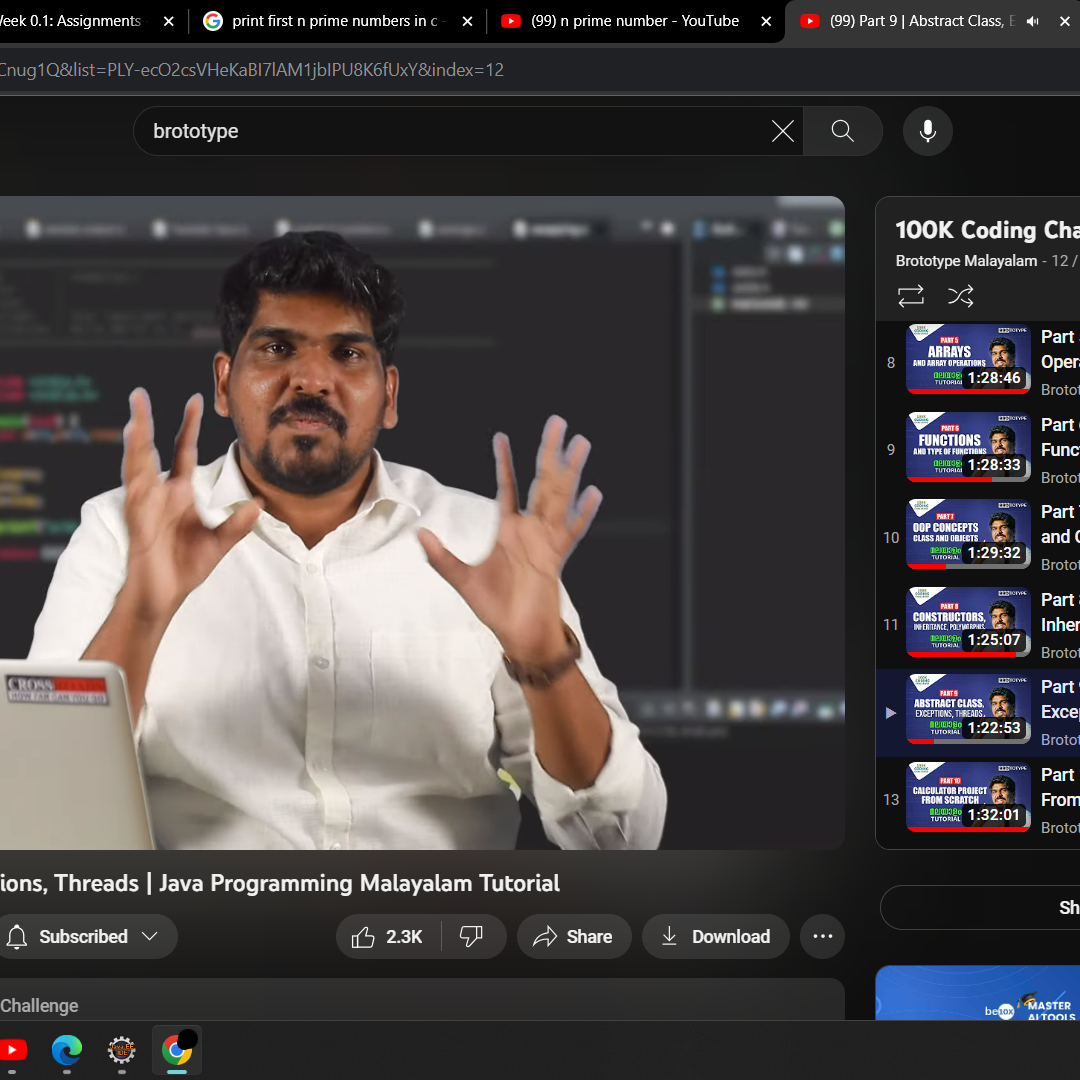 Week 0.1: Assignments
print first n prime numbers in c -
(99) n prime number - YouTube
(99) Part 9 | Abstract Class, E
Cnug1Q&list=PLY-ecO2csVHeKaBI7lAM1jbIPU8K6fUxY&index=12
brototype
100K Coding Cha
Brototype Malayalam - 12 /
8
PART 5
ARRAYS
AND ARRAY OPERATIONS
TUTORIAL
1:28:46
Part
Opera
Brotot
9
PART 6
FUNCTIONS
AND TYPE OF FUNCTIONS
TUTORIAL
1:28:33
Part
Func
Brotot
10
PART 7
OOP CONCEPTS
CLASS AND OBJECTS
TUTORIAL
1:29:32
Part
and C
Brotot
11
PART 8
CONSTRUCTORS,
INHERITANCE, POLYMORPHIS
TUTORIAL
1:25:07
Part
Inher
Brotot
PART 9
ABSTRACT CLASS,
EXCEPTIONS, THREADS,
TUTORIAL
1:22:53
Part
Excep
Brotot
13
PART 10
CALCULATOR PROJECT
FROM SCRATCH
TUTORIAL
1:32:01
Part
From
Brotot
CROSS
HOW FAR CAN YOU GO
ions, Threads | Java Programming Malayalam Tutorial
Subscribed
2.3K
Share
Download
Sh
Challenge
be10x
MASTER
AI TOOLS